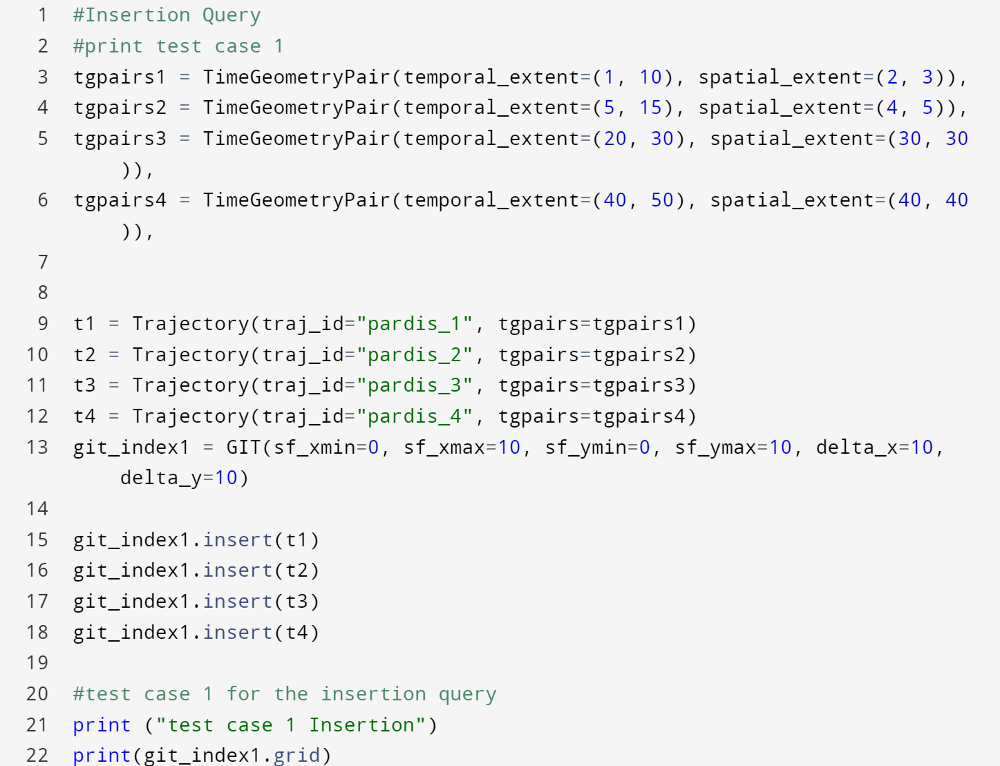 1 #Insertion Query
2 #print test case 1
3 tgpairs1 = TimeGeometryPair(temporal_extent=(1, 10), spatial_extent=(2, 3)),
4 tgpairs2 = TimeGeometryPair(temporal_extent=(5, 15), spatial_extent=(4, 5)),
5 tgpairs3 = TimeGeometryPair(temporal_extent=(20, 30), spatial_extent=(30, 30
)),
6 tgpairs4 = TimeGeometryPair(temporal_extent=(40, 50), spatial_extent=(40, 40
)),
7
8
9 t1 = Trajectory(traj_id="pardis_1", tgpairs=tgpairs1)
10 t2 = Trajectory(traj_id="pardis_2", tgpairs=tgpairs2)
11 t3 = Trajectory(traj_id="pardis_3", tgpairs=tgpairs3)
12 t4 = Trajectory(traj_id="pardis_4", tgpairs=tgpairs4)
13 git_index1 = GIT(sf_xmin=0, sf_xmax=10, sf_ymin=0, sf_ymax=10, delta_x=10,
delta_y=10)
14
15 git_index1.insert(t1)
16 git_index1.insert(t2)
17 git_index1.insert(t3)
18 git_index1.insert(t4)
19
20 #test case 1 for the insertion query
21 print ("test case 1 Insertion")
22 print(git_index1.grid)